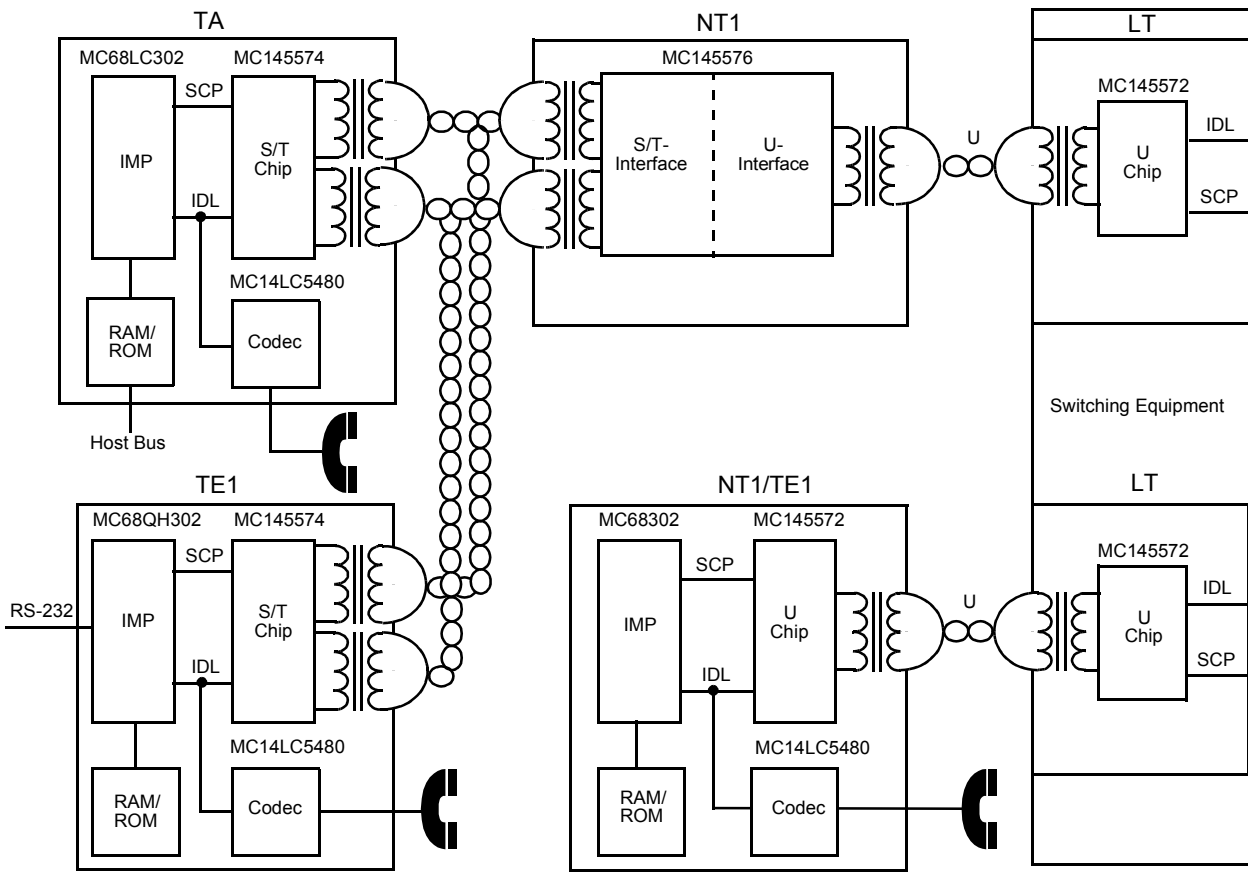 TA
NT1
LT
MC68LC302
MC145574
MC145576
MC145572
SCP
IMP
S/T
Chip
IDL
S/T-
Interface
U-
Interface
U
U
Chip
IDL
SCP
MC14LC5480
RAM/
ROM
Codec
Host Bus
Switching Equipment
TE1
NT1/TE1
LT
MC68QH302
MC145574
MC68302
MC145572
MC145572
RS-232
SCP
IMP
S/T
Chip
IDL
SCP
IMP
U
Chip
IDL
U
U
Chip
IDL
SCP
MC14LC5480
RAM/
ROM
Codec
MC14LC5480
RAM/
ROM
Codec